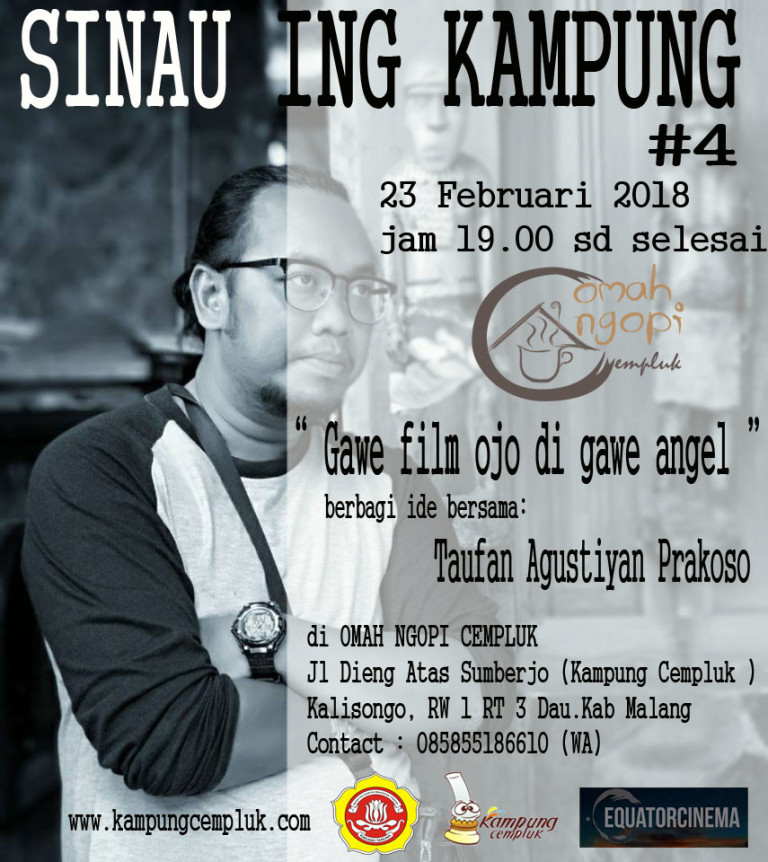 SINAU ING KAMPUNG
#4
23 Februari 2018
jam 19.00 sd selesai
omah
ngopi
cyempluk
“ Gawe film ojo di gawe angel ”
berbagi ide bersama:
Taufan Agustiyan Prakoso
di OMAH NGOPI CEMPLUK
Jl Dieng Atas Sumberjo (Kampung Cempluk )
Kalisongo, RW 1 RT 3 Dau.Kab Malang
Contact : 085855186610 (WA)
www.kampungcempluk.com
Kampung
cempluk
EQUATORCINEMA